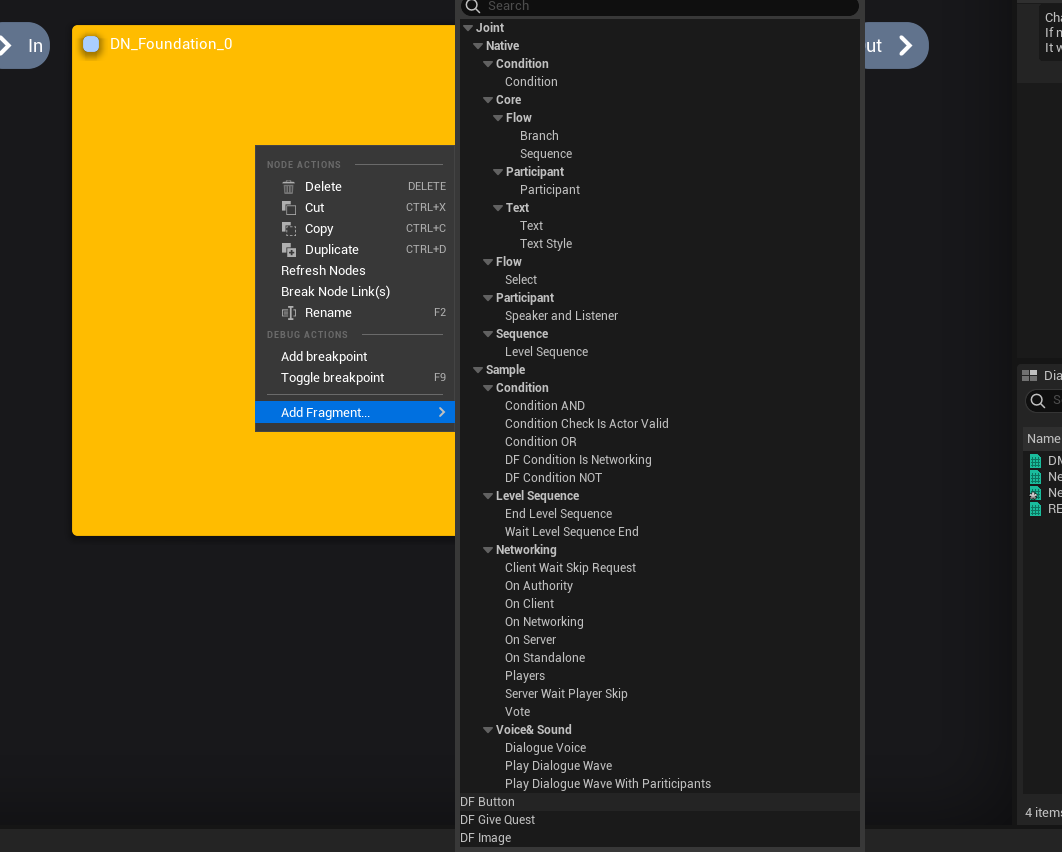 In
DN_Foundation_0
NODE ACTIONS
Delete DELETE
Cut CTRL+X
Copy CTRL+C
Duplicate CTRL+D
Refresh Nodes
Break Node Link(s)
Rename F2
DEBUG ACTIONS
Add breakpoint
Toggle breakpoint F9
Add Fragment...
Search
Joint
Native
Condition
Condition
Core
Flow
Branch
Sequence
Participant
Participant
Text
Text
Text Style
Flow
Select
Participant
Speaker and Listener
Sequence
Level Sequence
Sample
Condition
Condition AND
Condition Check Is Actor Valid
Condition OR
DF Condition Is Networking
DF Condition NOT
Level Sequence
End Level Sequence
Wait Level Sequence End
Networking
Client Wait Skip Request
On Authority
On Client
On Networking
On Server
On Standalone
Players
Server Wait Player Skip
Vote
Voice& Sound
Dialogue Voice
Play Dialogue Wave
Play Dialogue Wave With Pariticipants
DF Button
DF Give Quest
DF Image
ut
Cha
If n
It w
Dia
Name
Ne
Ne
RE
4 items